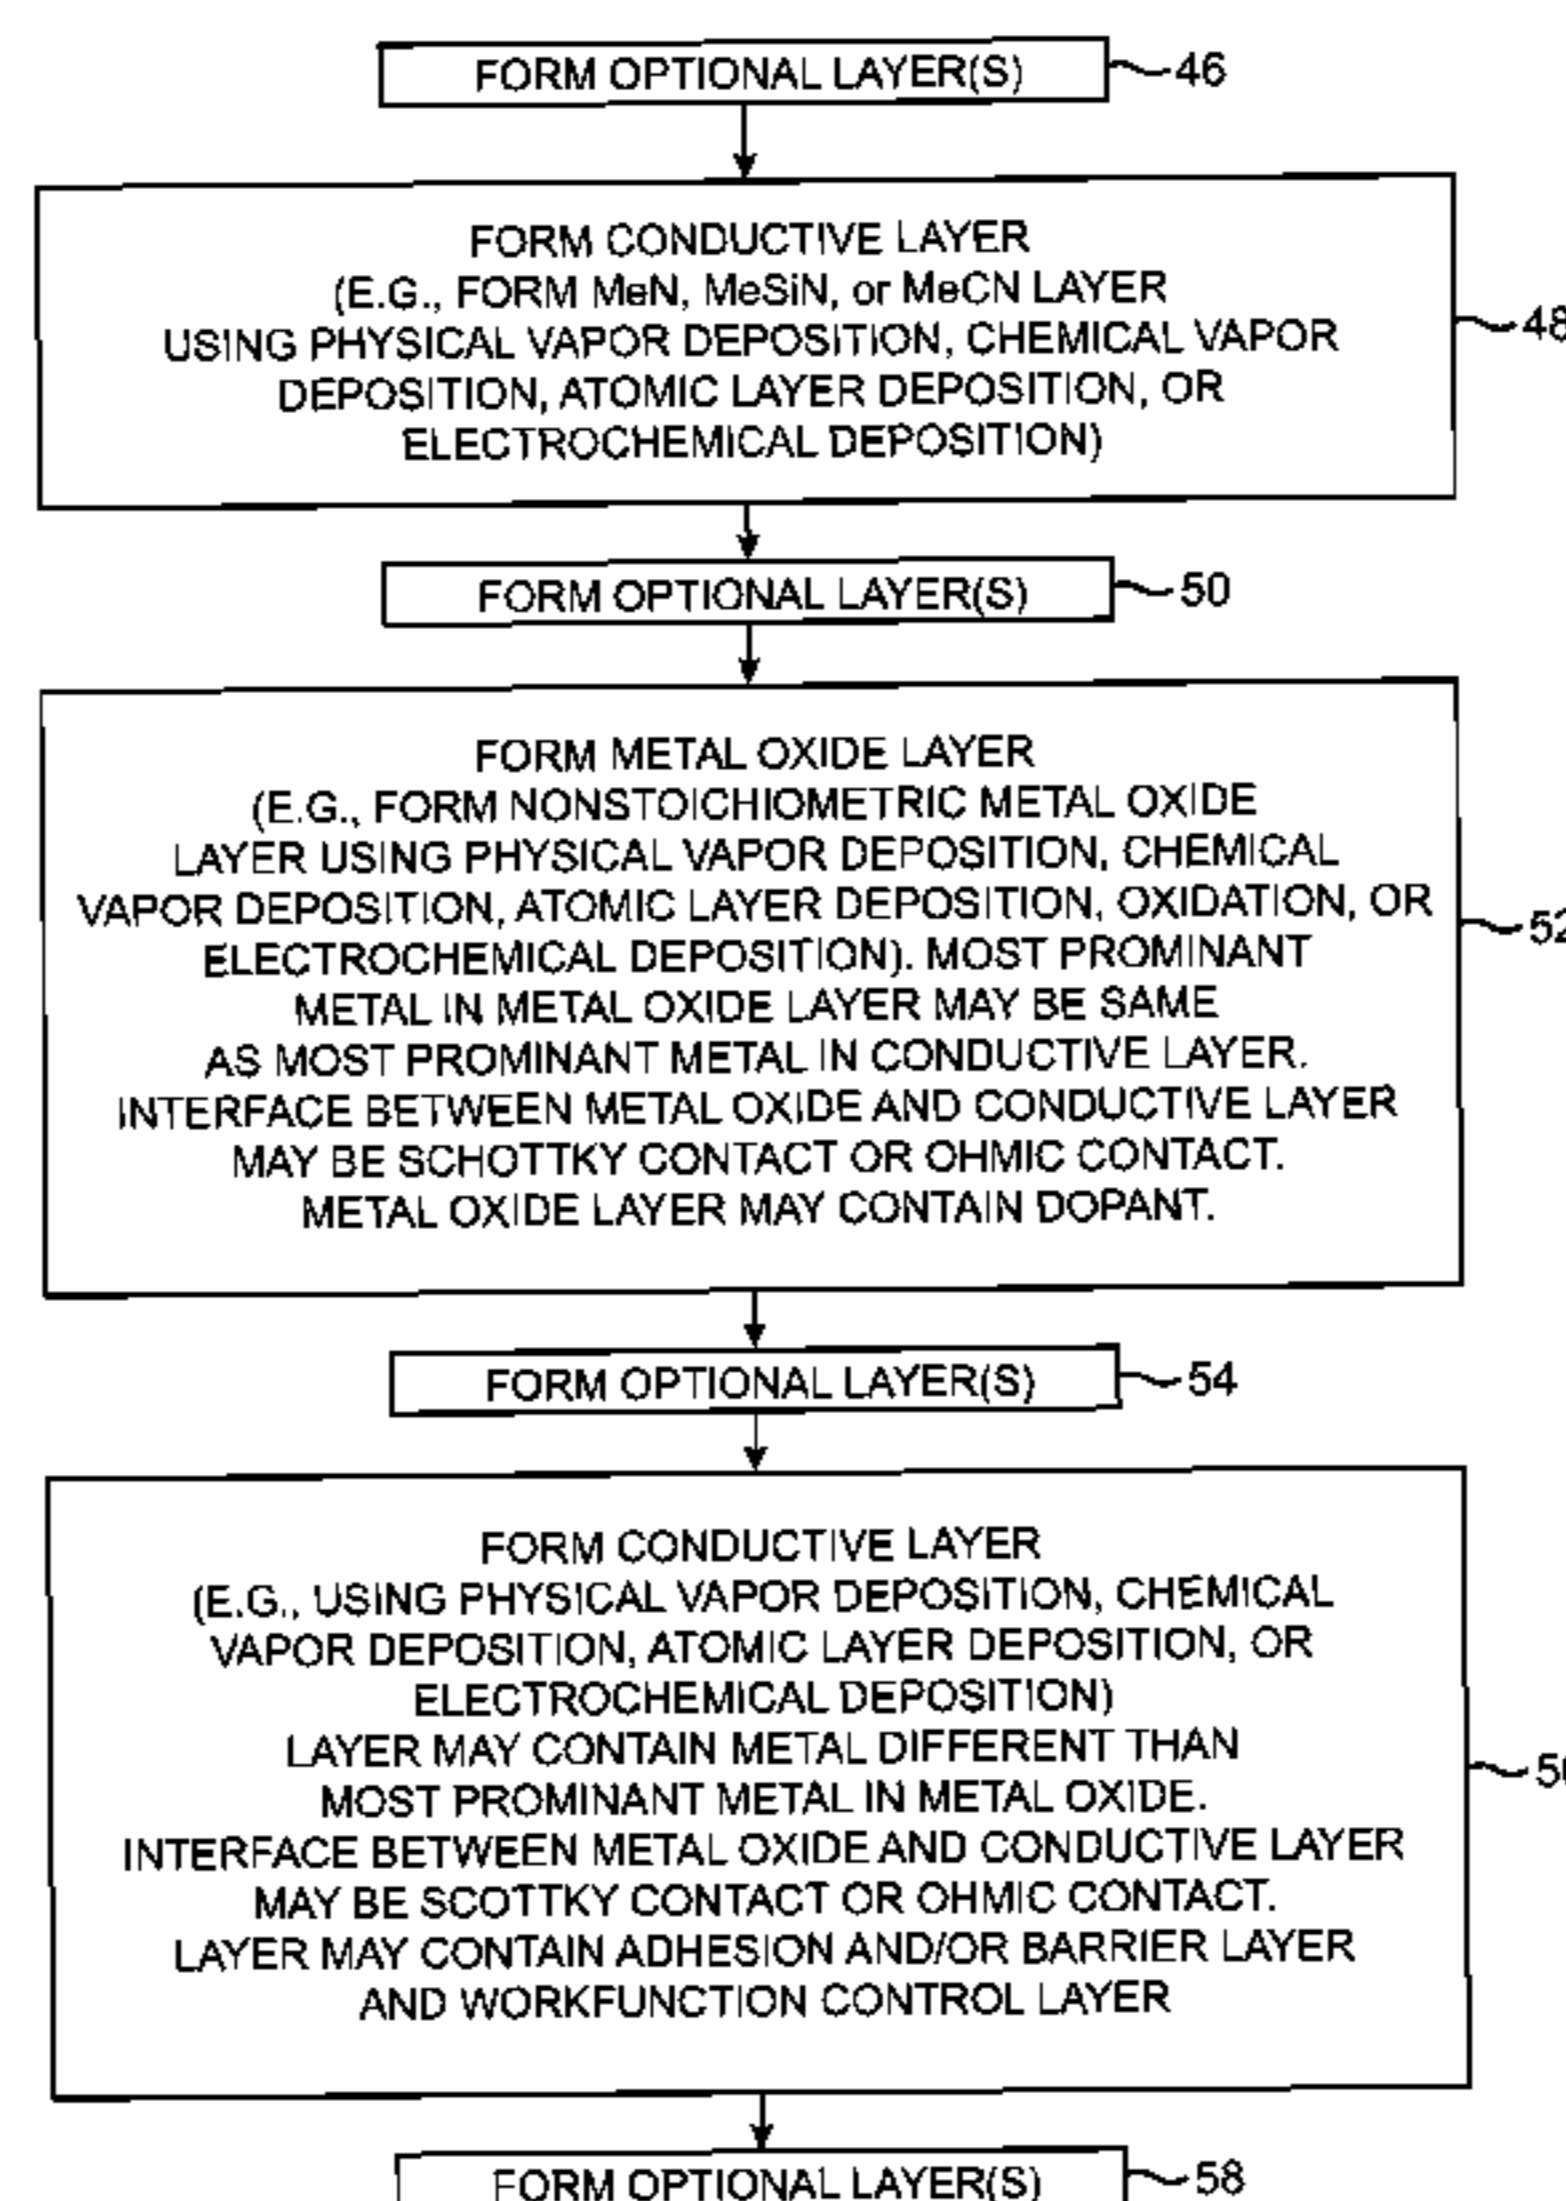 FORM OPTIONAL LAYER(S) 46
FORM CONDUCTIVE LAYER
(E.G., FORM MeN, MeSiN, or MeCN LAYER
USING PHYSICAL VAPOR DEPOSITION, CHEMICAL VAPOR
DEPOSITION, ATOMIC LAYER DEPOSITION, OR
ELECTROCHEMICAL DEPOSITION)
48
FORM OPTIONAL LAYER(S) 50
FORM METAL OXIDE LAYER
(E.G., FORM NONSTOICHIOMETRIC METAL OXIDE
LAYER USING PHYSICAL VAPOR DEPOSITION, CHEMICAL
VAPOR DEPOSITION, ATOMIC LAYER DEPOSITION, OXIDATION, OR
ELECTROCHEMICAL DEPOSITION). MOST PROMINANT
METAL IN METAL OXIDE LAYER MAY BE SAME
AS MOST PROMINANT METAL IN CONDUCTIVE LAYER.
INTERFACE BETWEEN METAL OXIDE AND CONDUCTIVE LAYER
MAY BE SCHOTTKY CONTACT OR OHMIC CONTACT.
METAL OXIDE LAYER MAY CONTAIN DOPANT.
52
FORM OPTIONAL LAYER(S) 54
FORM CONDUCTIVE LAYER
(E.G., USING PHYSICAL VAPOR DEPOSITION, CHEMICAL
VAPOR DEPOSITION, ATOMIC LAYER DEPOSITION, OR
ELECTROCHEMICAL DEPOSITION)
LAYER MAY CONTAIN METAL DIFFERENT THAN
MOST PROMINANT METAL IN METAL OXIDE.
INTERFACE BETWEEN METAL OXIDE AND CONDUCTIVE LAYER
MAY BE SCOTTKY CONTACT OR OHMIC CONTACT.
LAYER MAY CONTAIN ADHESION AND/OR BARRIER LAYER
AND WORKFUNCTION CONTROL LAYER
FORM OPTIONAL LAYER(S) 58